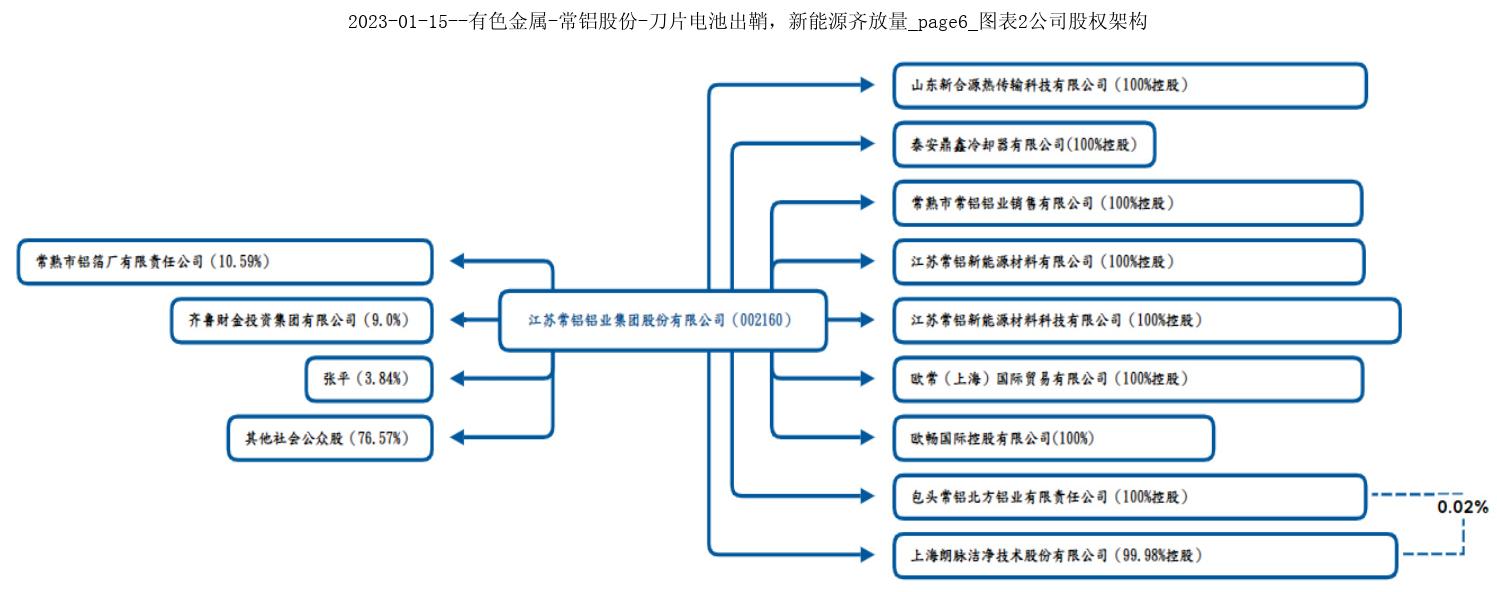 2023-01-15--有色金属-常铝股份-刀片电池出鞘，新能源齐放量_page6_图表2公司股权架构
山东新合源热传输科技有限公司（100%控股）
泰安鼎鑫冷却器有限公司(100%控股）
常熟市常铝铝业销售有限公司（100%控股）
常熟市铝箔厂有限责任公司（10.59%）
江苏常铝新能源材料有限公司（100%控股）
齐鲁财金投资集团有限公司（9.0%）
江苏常铝铝业集团股份有限公司（002160）
江苏常铝新能源材料科技有限公司（100%控股）
张平（3.84%）
欧常（上海）国际贸易有限公司（100%控股）
其他社会公众股（76.57%）
欧畅国际控股有限公司(100%)
包头常铝北方铝业有限责任公司（100%控股）
0.02%
上海朗脉洁净技术股份有限公司（99.98%控股）